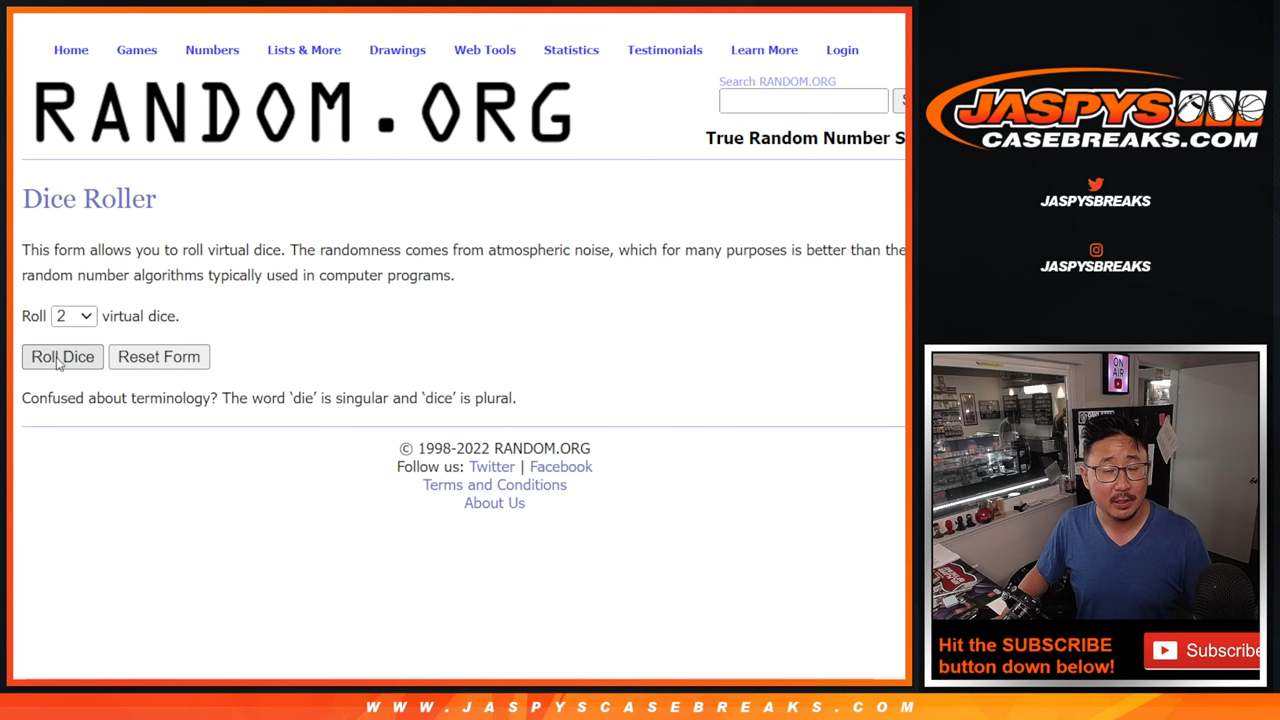 Home Games Numbers Lists & More Drawings Web Tools Statistics Testimonials Learn More Login
RANDOM.ORG
Search RANDOM.ORG
S
True Random Number S
Dice Roller
This form allows you to roll virtual dice. The randomness comes from atmospheric noise, which for many purposes is better than the
random number algorithms typically used in computer programs.
Roll 2 virtual dice.
Roll Dice Reset Form
Confused about terminology? The word ‘die’ is singular and ‘dice’ is plural.
© 1998-2022 RANDOM.ORG
Follow us: Twitter | Facebook
Terms and Conditions
About Us
JASPYS
CASEBREAKS.COM
JASPYSBREAKS
JASPYSBREAKS
ON
AIR
Hit the SUBSCRIBE
button down below!
Subscribe
WWW.JASPYSCASEBREAKS.COM